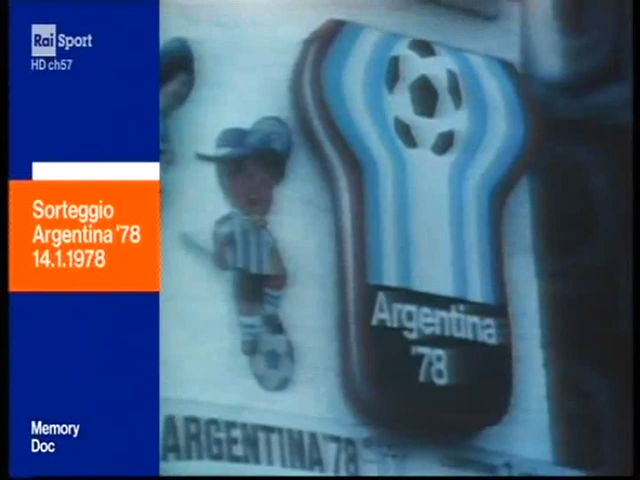 Rai Sport
HD ch57
Sorteggio
Argentina '78
14.1.1978
Memory
Doc
Argentina
'78
ARGENTINA'78